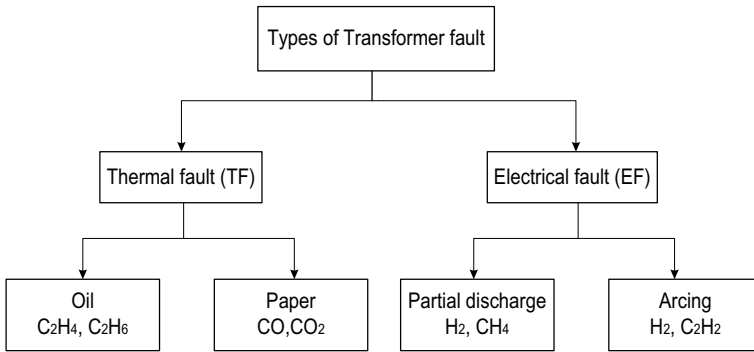 Types of Transformer fault
Thermal fault (TF)
Electrical fault (EF)
Oil
C2H4, C2H6
Paper
CO,CO2
Partial discharge
H2, CH4
Arcing
H2, C2H2